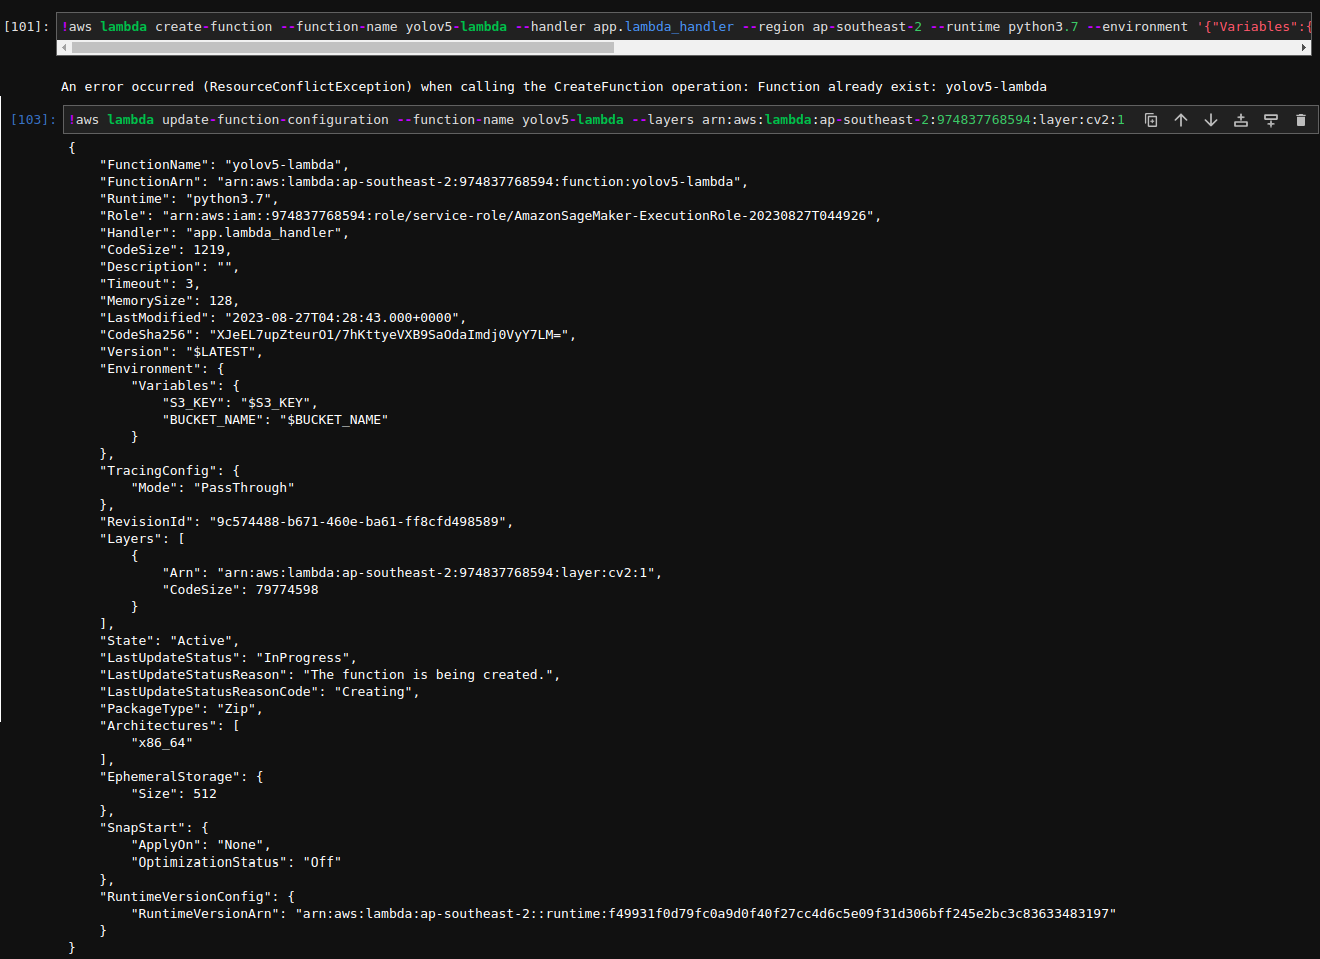 [101]: !aws lambda create-function --function-name yolov5-lambda --handler app.lambda_handler --region ap-southeast-2 --runtime python3.7 --environment '{"Variables":{
An error occurred (ResourceConflictException) when calling the CreateFunction operation: Function already exist: yolov5-lambda
[103]: !aws lambda update-function-configuration --function-name yolov5-lambda --layers arn:aws:lambda:ap-southeast-2:974837768594:layer:cv2:1
{
    "FunctionName": "yolov5-lambda",
    "FunctionArn": "arn:aws:lambda:ap-southeast-2:974837768594:function:yolov5-lambda",
    "Runtime": "python3.7",
    "Role": "arn:aws:iam::974837768594:role/service-role/AmazonSageMaker-ExecutionRole-20230827T044926",
    "Handler": "app.lambda_handler",
    "CodeSize": 1219,
    "Description": "",
    "Timeout": 3,
    "MemorySize": 128,
    "LastModified": "2023-08-27T04:28:43.000+0000",
    "CodeSha256": "XJeEL7upZteurO1/7hKttyeVXB9SaOdaImdj0VyY7LM=",
    "Version": "$LATEST",
    "Environment": {
        "Variables": {
            "S3_KEY": "$S3_KEY",
            "BUCKET_NAME": "$BUCKET_NAME"
        }
    },
    "TracingConfig": {
        "Mode": "PassThrough"
    },
    "RevisionId": "9c574488-b671-460e-ba61-ff8cfd498589",
    "Layers": [
        {
            "Arn": "arn:aws:lambda:ap-southeast-2:974837768594:layer:cv2:1",
            "CodeSize": 79774598
        }
    ],
    "State": "Active",
    "LastUpdateStatus": "InProgress",
    "LastUpdateStatusReason": "The function is being created.",
    "LastUpdateStatusReasonCode": "Creating",
    "PackageType": "Zip",
    "Architectures": [
        "x86_64"
    ],
    "EphemeralStorage": {
        "Size": 512
    },
    "SnapStart": {
        "ApplyOn": "None",
        "OptimizationStatus": "Off"
    },
    "RuntimeVersionConfig": {
        "RuntimeVersionArn": "arn:aws:lambda:ap-southeast-2::runtime:f49931f0d79fc0a9d0f40f27cc4d6c5e09f31d306bff245e2bc3c83633483197"
    }
}